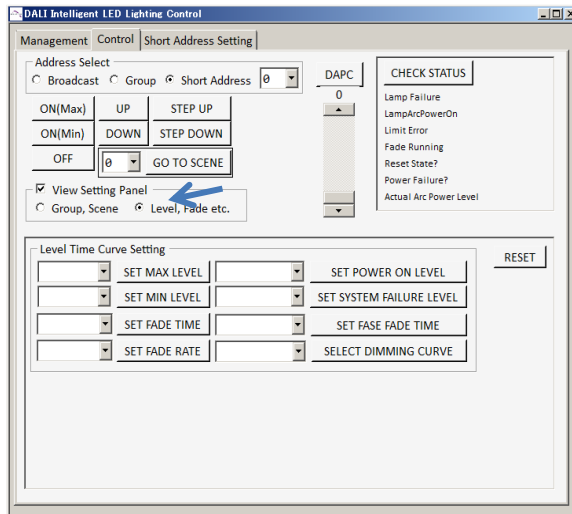 DALI Intelligent LED Lighting Control
Management Control Short Address Setting
Address Select
Broadcast Group Short Address 0
DAPC
0
CHECK STATUS
Lamp Failure
LampArcPowerOn
Limit Error
Fade Running
Reset State?
Power Failure?
Actual Arc Power Level
ON(Max) UP STEP UP
ON(Min) DOWN STEP DOWN
OFF 0 GO TO SCENE
View Setting Panel
Group, Scene Level, Fade etc.
Level Time Curve Setting
RESET
SET MAX LEVEL SET POWER ON LEVEL
SET MIN LEVEL SET SYSTEM FAILURE LEVEL
SET FADE TIME SET FASE FADE TIME
SET FADE RATE SELECT DIMMING CURVE